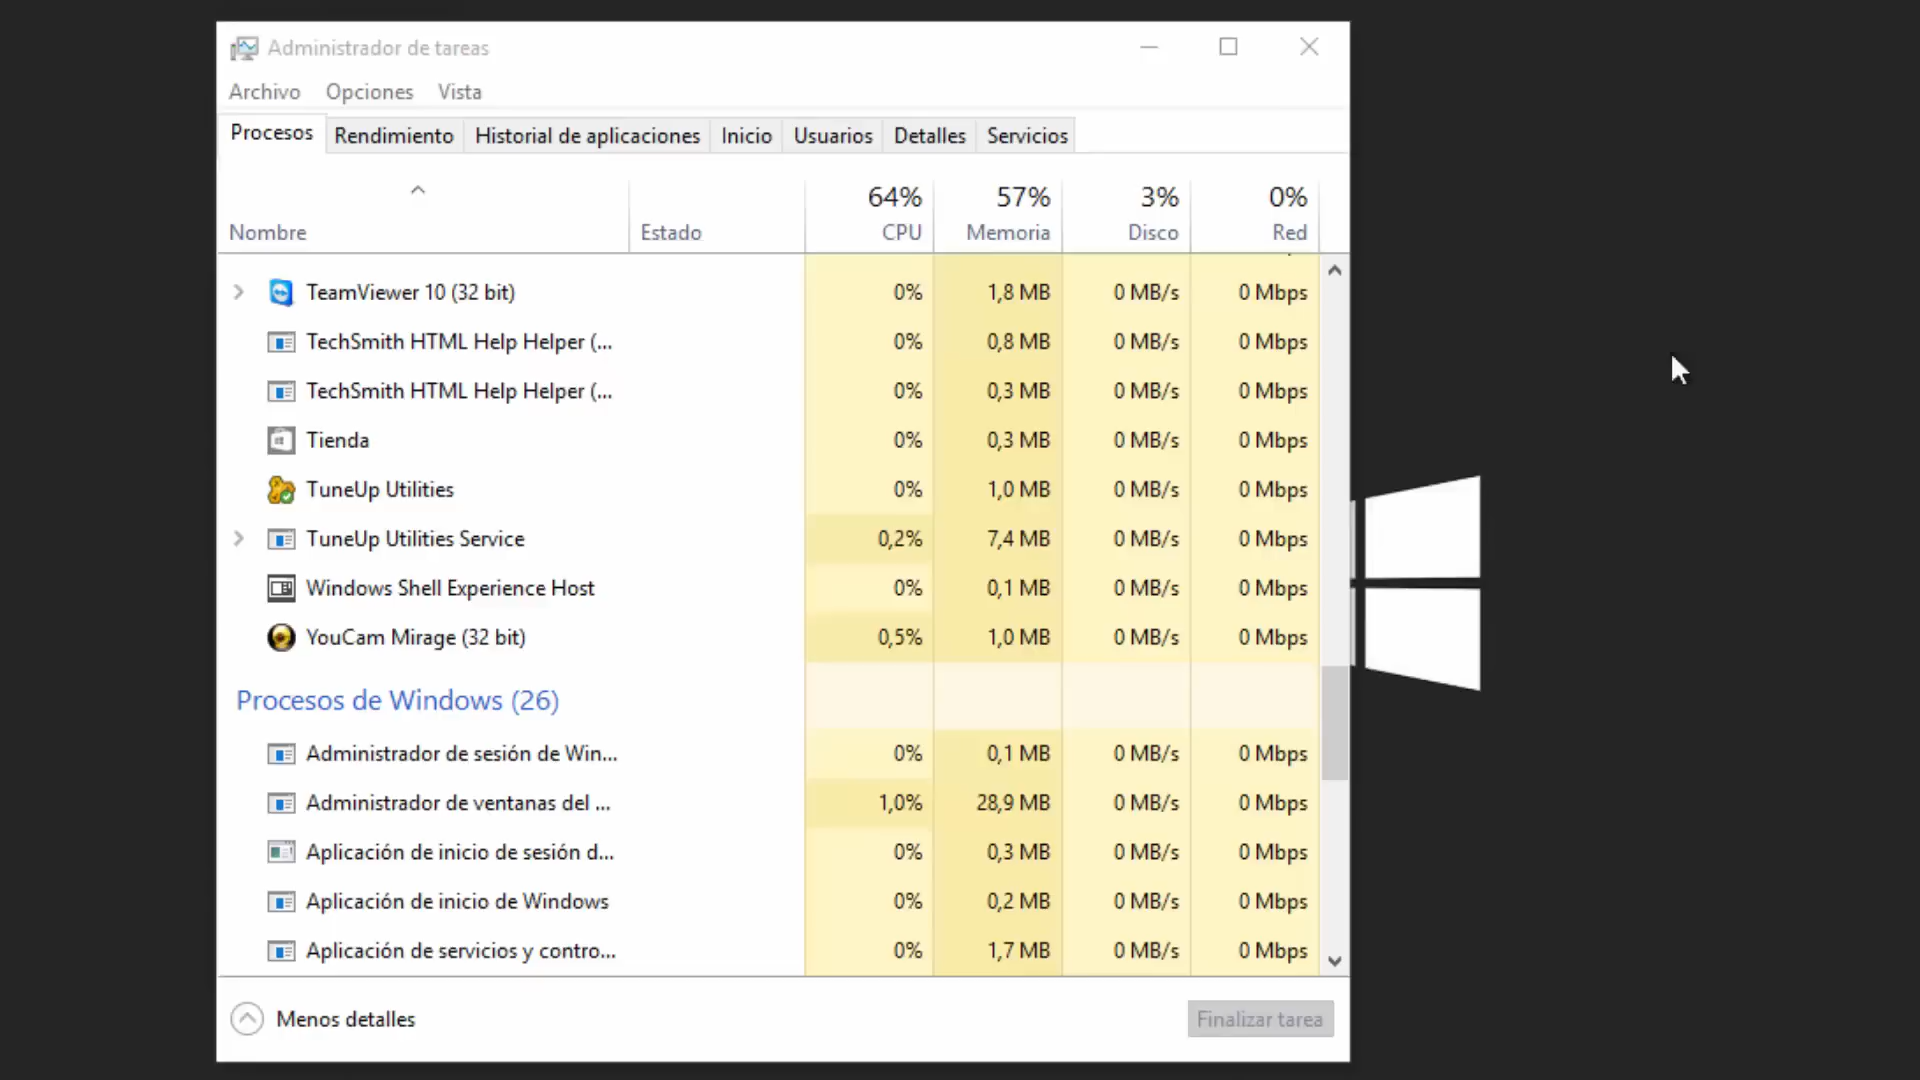 Administrador de tareas
Archivo Opciones Vista
Procesos Rendimiento Historial de aplicaciones Inicio Usuarios Detalles Servicios
64% 57% 3% 0%
Nombre Estado CPU Memoria Disco Red
TeamViewer 10 (32 bit) 0% 1,8 MB 0 MB/s 0 Mbps
TechSmith HTML Help Helper (... 0% 0,8 MB 0 MB/s 0 Mbps
TechSmith HTML Help Helper (... 0% 0,3 MB 0 MB/s 0 Mbps
Tienda 0% 0,3 MB 0 MB/s 0 Mbps
TuneUp Utilities 0% 1,0 MB 0 MB/s 0 Mbps
TuneUp Utilities Service 0,2% 7,4 MB 0 MB/s 0 Mbps
Windows Shell Experience Host 0% 0,1 MB 0 MB/s 0 Mbps
YouCam Mirage (32 bit) 0,5% 1,0 MB 0 MB/s 0 Mbps
Procesos de Windows (26)
Administrador de sesión de Win... 0% 0,1 MB 0 MB/s 0 Mbps
Administrador de ventanas del ... 1,0% 28,9 MB 0 MB/s 0 Mbps
Aplicación de inicio de sesión d... 0% 0,3 MB 0 MB/s 0 Mbps
Aplicación de inicio de Windows 0% 0,2 MB 0 MB/s 0 Mbps
Aplicación de servicios y contro... 0% 1,7 MB 0 MB/s 0 Mbps
Menos detalles Finalizar tarea